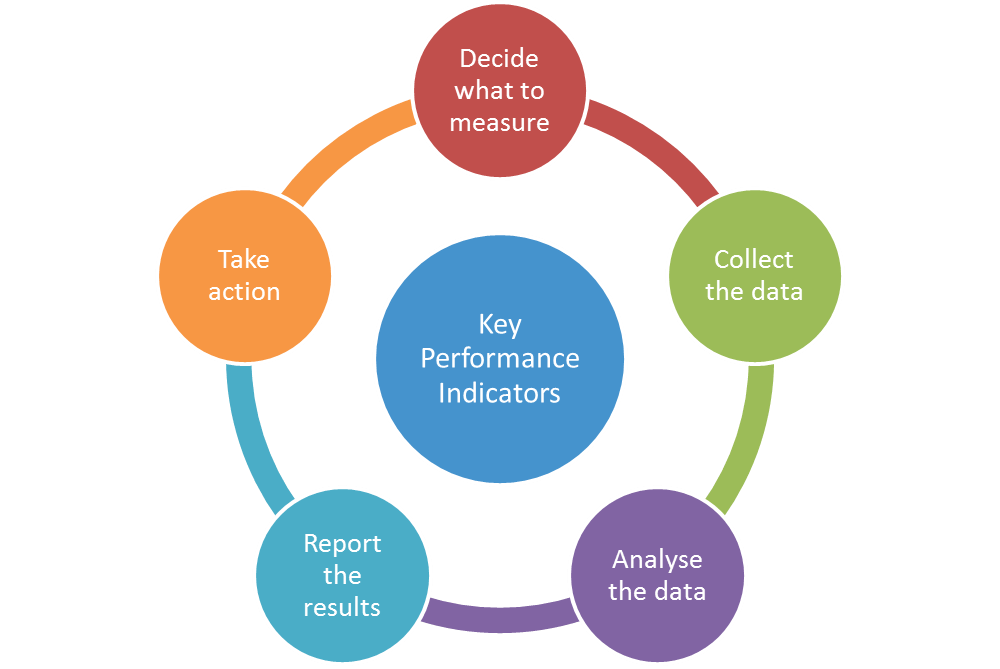 Decide
what to
measure
Collect
the data
Analyse
the data
Report
the
results
Take
action
Key
Performance
Indicators